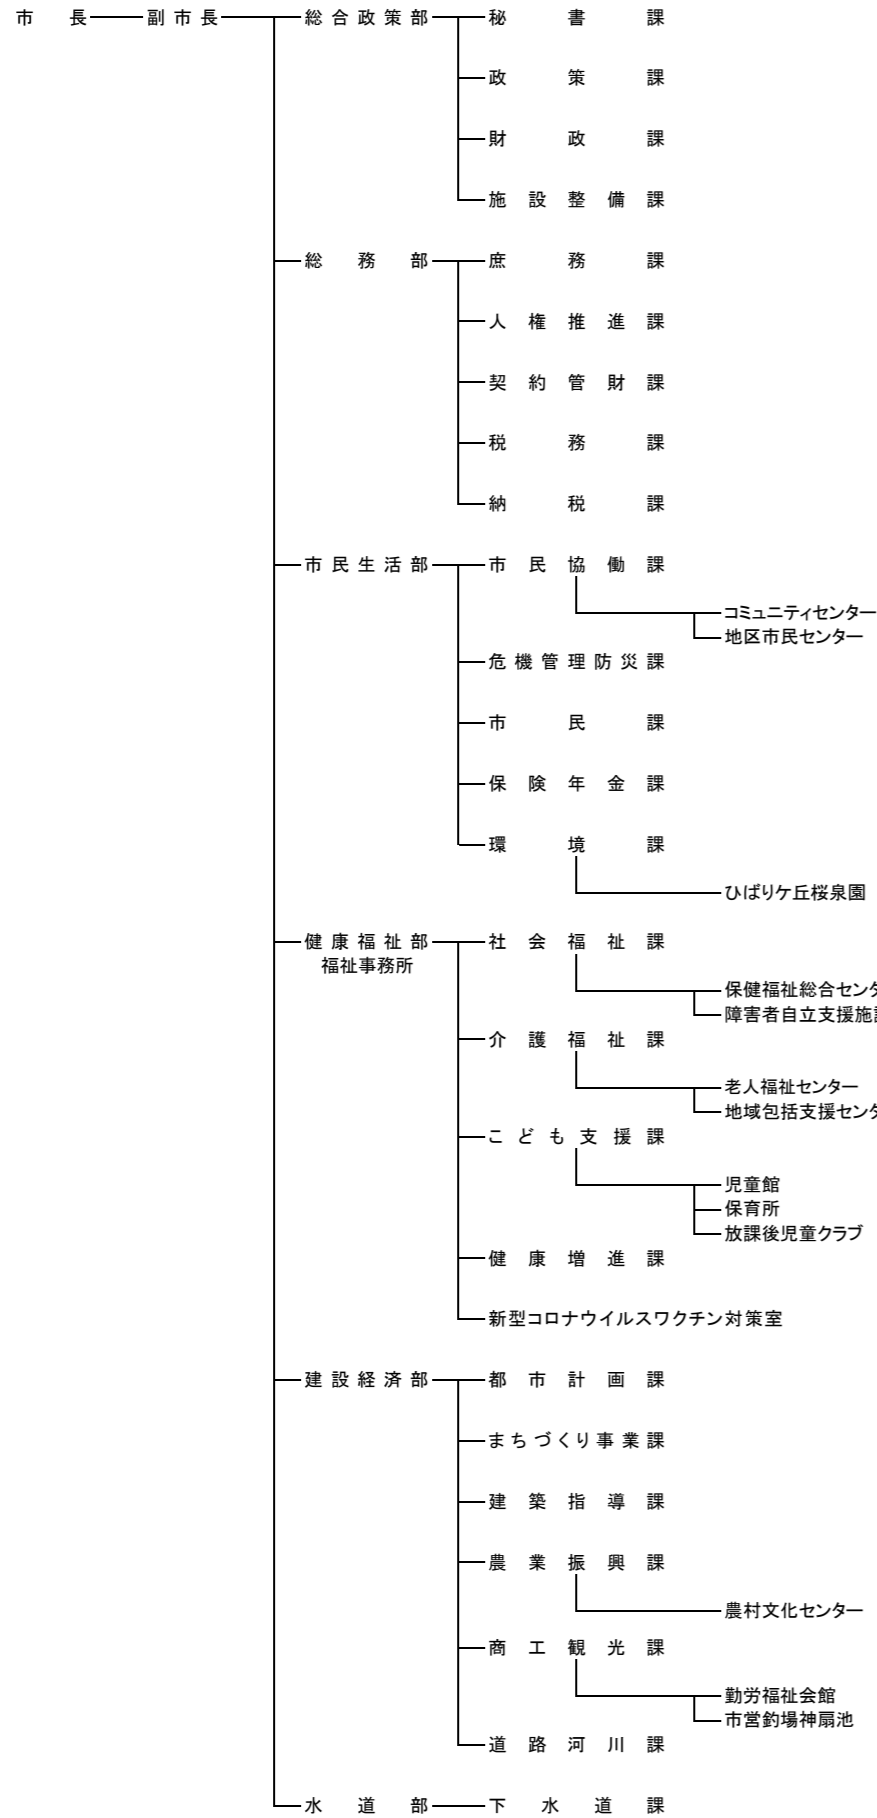 市長 副市長 総合政策部 秘書課
政策課
財政課
施設整備課
総務部 庶務課
人権推進課
契約管財課
税務課
納税課
市民生活部 市民協働課
コミュニティセンター
地区市民センター
危機管理防災課
市民課
保険年金課
環境課
ひばりケ丘桜泉園
健康福祉部 社会福祉課
福祉事務所
保健福祉総合センタ
障害者自立支援施
介護福祉課
老人福祉センター
地域包括支援センタ
こども支援課
児童館
保育所
放課後児童クラブ
健康増進課
新型コロナウイルスワクチン対策室
建設経済部 都市計画課
まちづくり事業課
建築指導課
農業振興課
農村文化センター
商工観光課
勤労福祉会館
市営釣場神扇池
道路河川課
水道部 下水道課